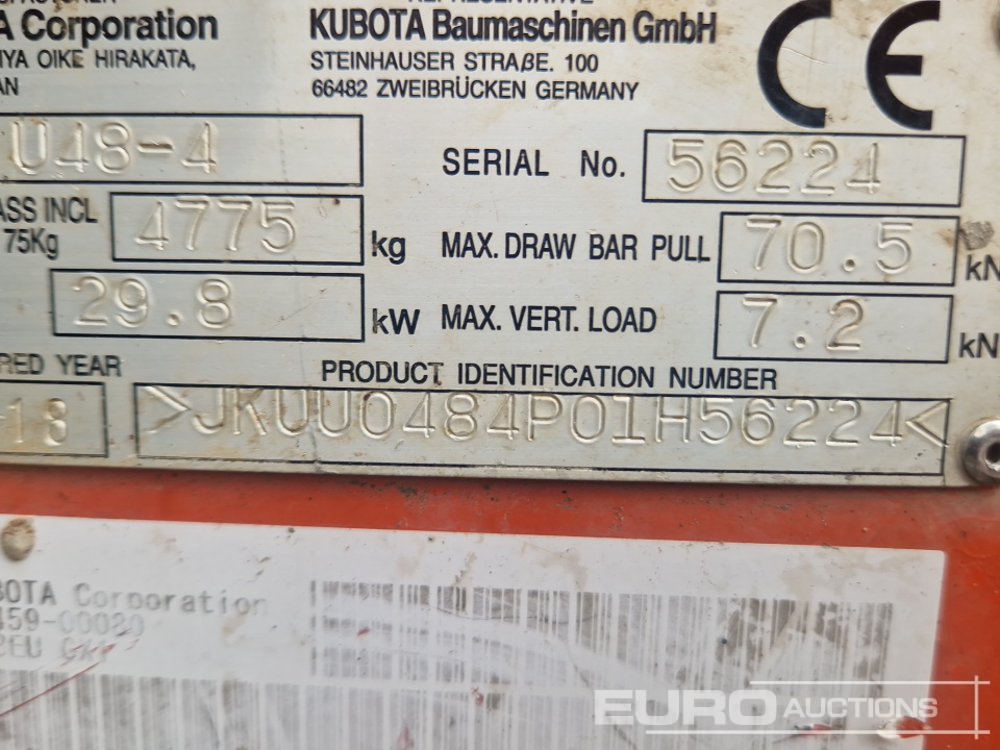 REPRESENTATIVE
A Corporation
KUBOTA Baumaschinen GmbH
IYA OIKE HIRAKATA,
STEINHAUSER STRAßE. 100
AN
66482 ZWEIBRÜCKEN GERMANY
CE
U48-4
SERIAL No. 56224
ASS INCL
75Kg
4775 kg
MAX. DRAW BAR PULL 70.5 kN
29.8 kW
MAX. VERT. LOAD 7.2 kN
RED YEAR
PRODUCT IDENTIFICATION NUMBER
18
>JKUU0484P01H56224<
BOTA Corporation
459-00080
EURO AUCTIONS